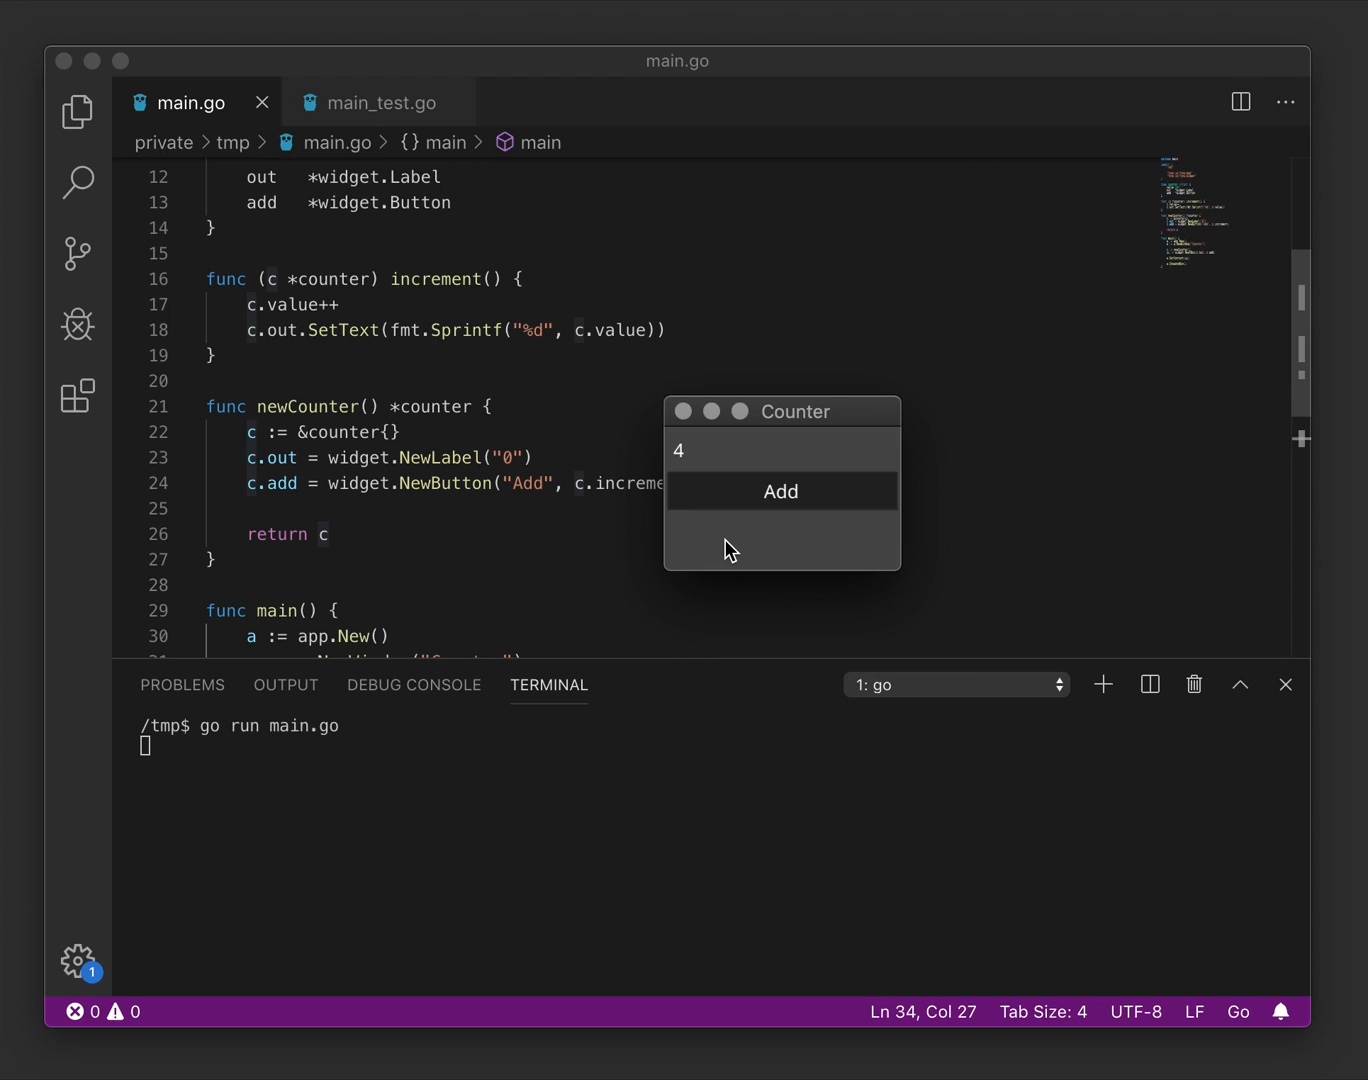 main.go
main.go
main_test.go
private > tmp > main.go > {} main > main
12 out *widget.Label
13 add *widget.Button
14 }
15
16 func (c *counter) increment() {
17 c.value++
18 c.out.SetText(fmt.Sprintf("%d", c.value))
19 }
20
21 func newCounter() *counter {
22 c := &counter{}
23 c.out = widget.NewLabel("0")
24 c.add = widget.NewButton("Add", c.increme
25
26 return c
27 }
28
29 func main() {
30 a := app.New()
Counter
4
Add
PROBLEMS OUTPUT DEBUG CONSOLE TERMINAL
1: go
/tmp$ go run main.go
1
0 0
Ln 34, Col 27 Tab Size: 4 UTF-8 LF Go